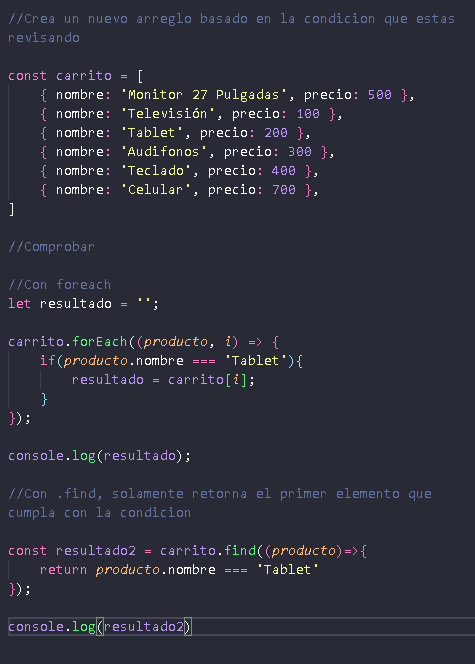 //Crea un nuevo arreglo basado en la condicion que estas
revisando
const carrito = [
{ nombre: 'Monitor 27 Pulgadas', precio: 500 },
{ nombre: 'Televisión', precio: 100 },
{ nombre: 'Tablet', precio: 200 },
{ nombre: 'Audifonos', precio: 300 },
{ nombre: 'Teclado', precio: 400 },
{ nombre: 'Celular', precio: 700 },
]
//Comprobar
//Con foreach
let resultado = '';
carrito.forEach((producto, i) => {
if(producto.nombre === 'Tablet'){
resultado = carrito[i];
}
});
console.log(resultado);
//Con .find, solamente retorna el primer elemento que
cumpla con la condicion
const resultado2 = carrito.find((producto)=>{
return producto.nombre === 'Tablet'
});
console.log(resultado2)